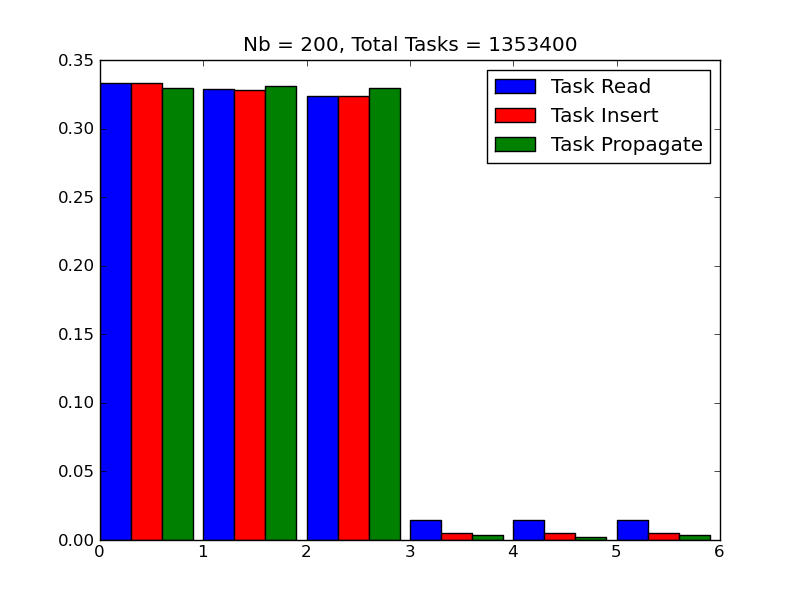 Nb = 200, Total Tasks = 1353400
0.35
Task Read
Task Insert
Task Propagate
0.30
0.25
0.20
0.15
0.10
0.05
0.00
0 1 2 3 4 5 6